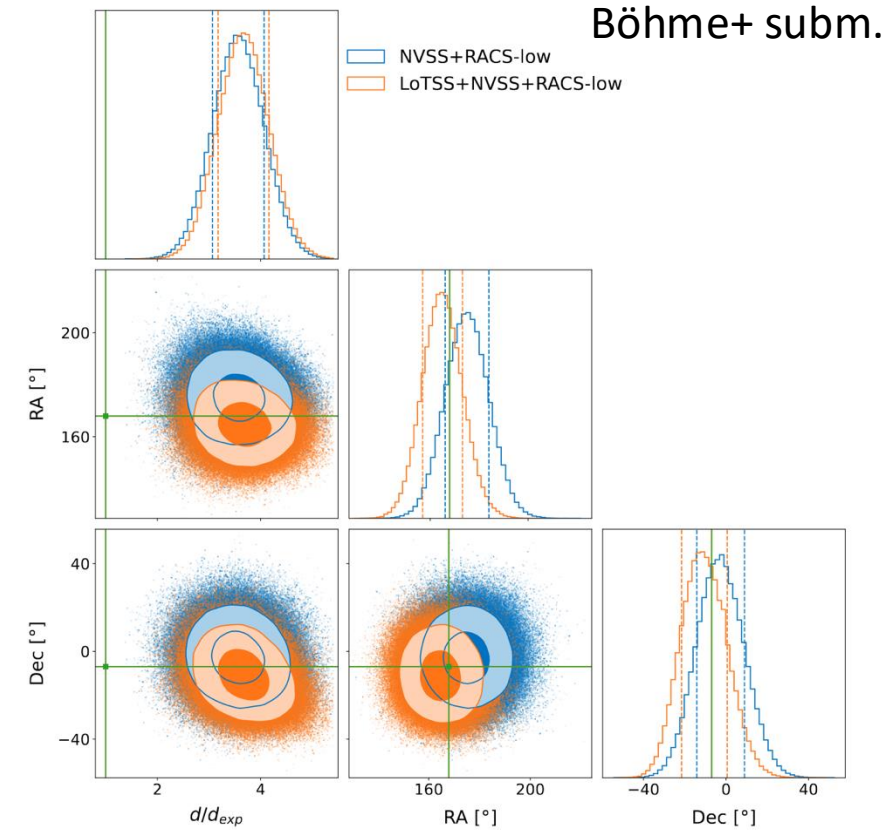 Böhme+ subm.
NVSS+RACS-low
LoTSS+NVSS+RACS-low
RA [°]
200
160
Dec [°]
40
0
−40
2
4
d/d_exp
160
200
RA [°]
−40
0
40
Dec [°]